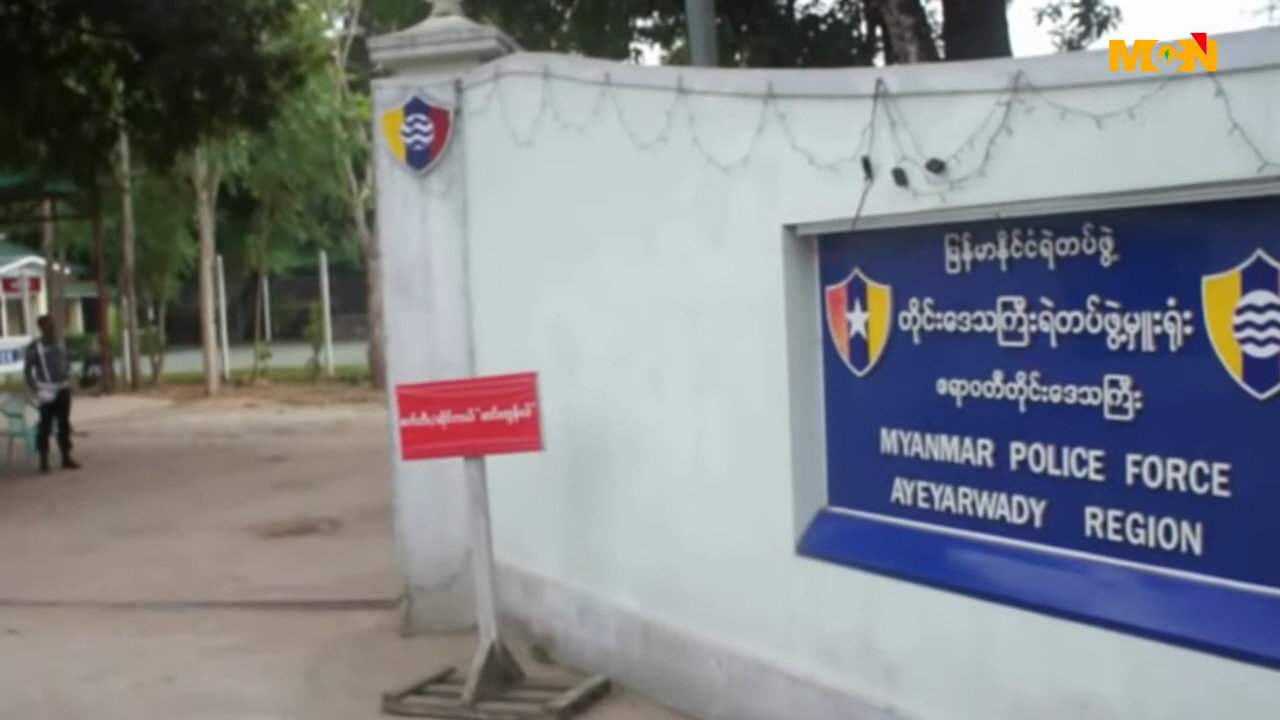 MCN
မြန်မာနိုင်ငံရဲတပ်ဖွဲ့
တိုင်းဒေသကြီးရဲတပ်ဖွဲ့မှူးရုံး
ဧရာဝတီတိုင်းဒေသကြီး
MYANMAR POLICE FORCE
AYEYARWADY REGION